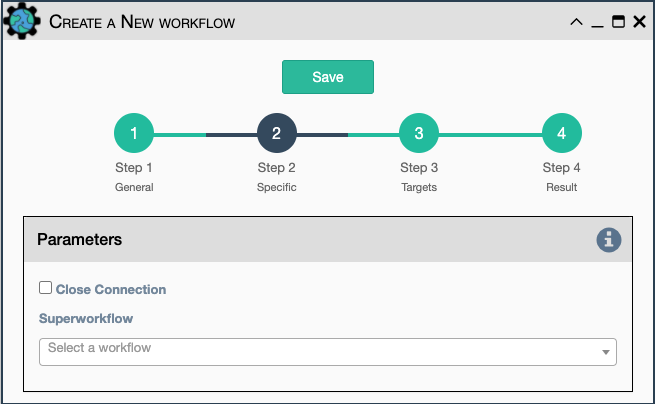 Create a New workflow
Save
1 2 3 4
Step 1 Step 2 Step 3 Step 4
General Specific Targets Result
Parameters
Close Connection
Superworkflow
Select a workflow